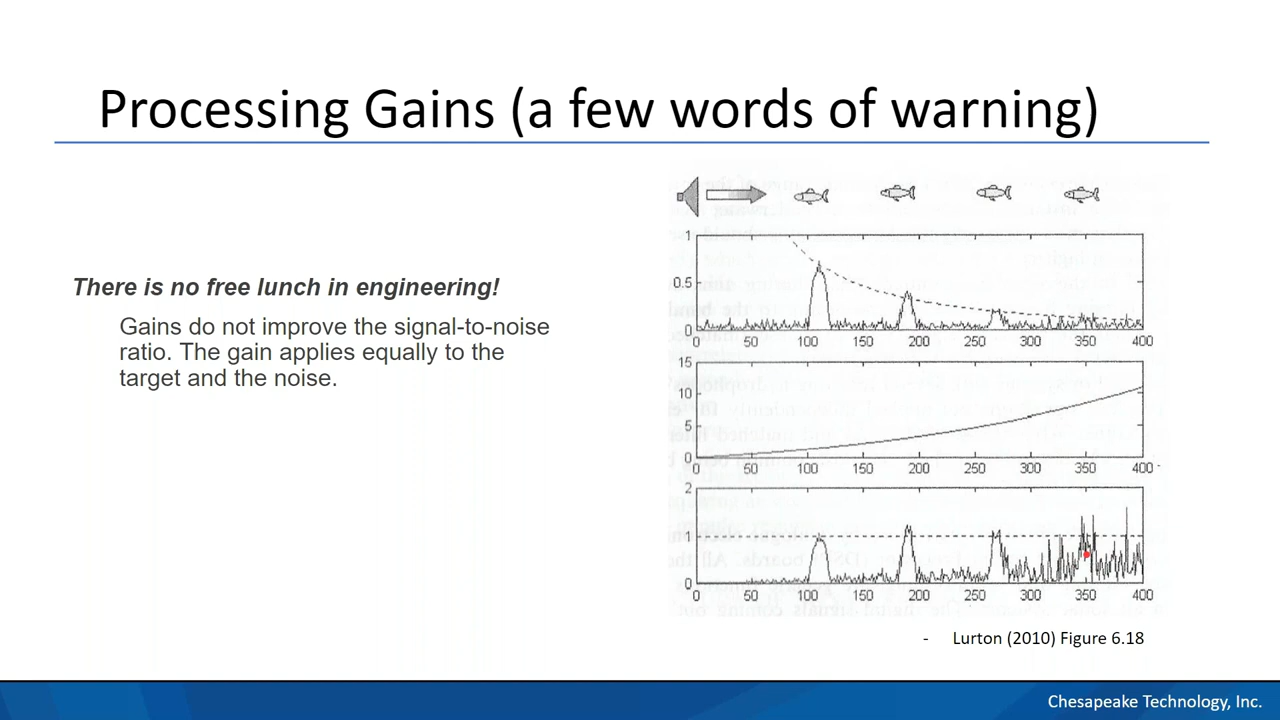 Processing Gains (a few words of warning)
There is no free lunch in engineering!
Gains do not improve the signal-to-noise
ratio. The gain applies equally to the
target and the noise.
1
0.5
0
0 50 100 150 200 250 300 350 400
15
10
5
0
0 50 100 150 200 250 300 350 400
2
1
0
0 50 100 150 200 250 300 350 400
- Lurton (2010) Figure 6.18
Chesapeake Technology, Inc.